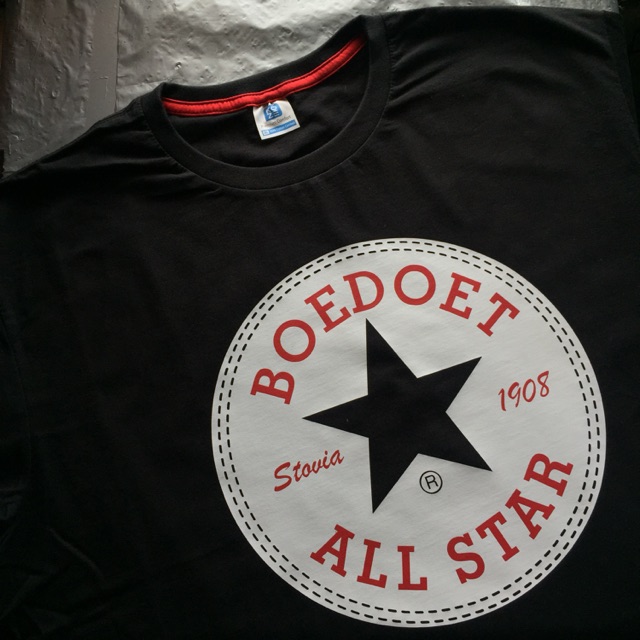 BOEDOET
Stovia
1908
®
ALL STAR